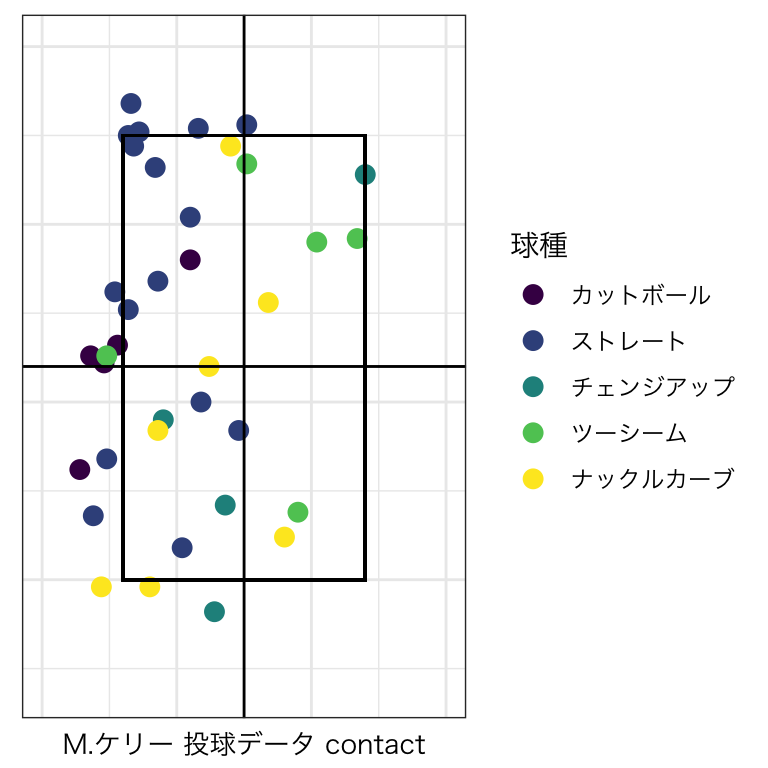 球種
カットボール
ストレート
チェンジアップ
ツーシーム
ナックルカーブ
M.ケリー 投球データ contact